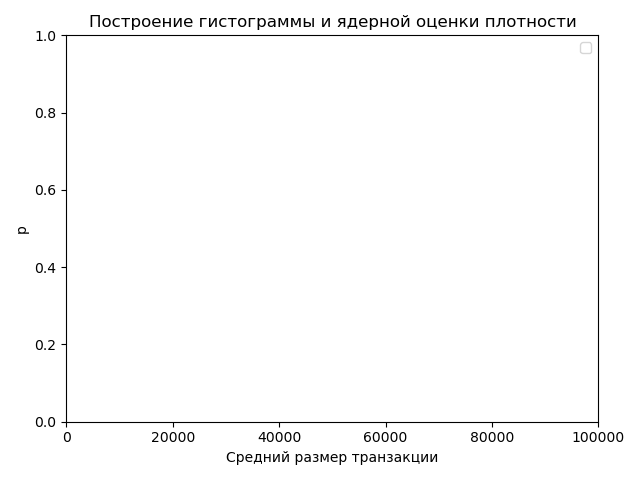 Построение гистограммы и ядерной оценки плотности
1.0
0.8
0.6
p
0.4
0.2
0.0
0 20000 40000 60000 80000 100000
Средний размер транзакции